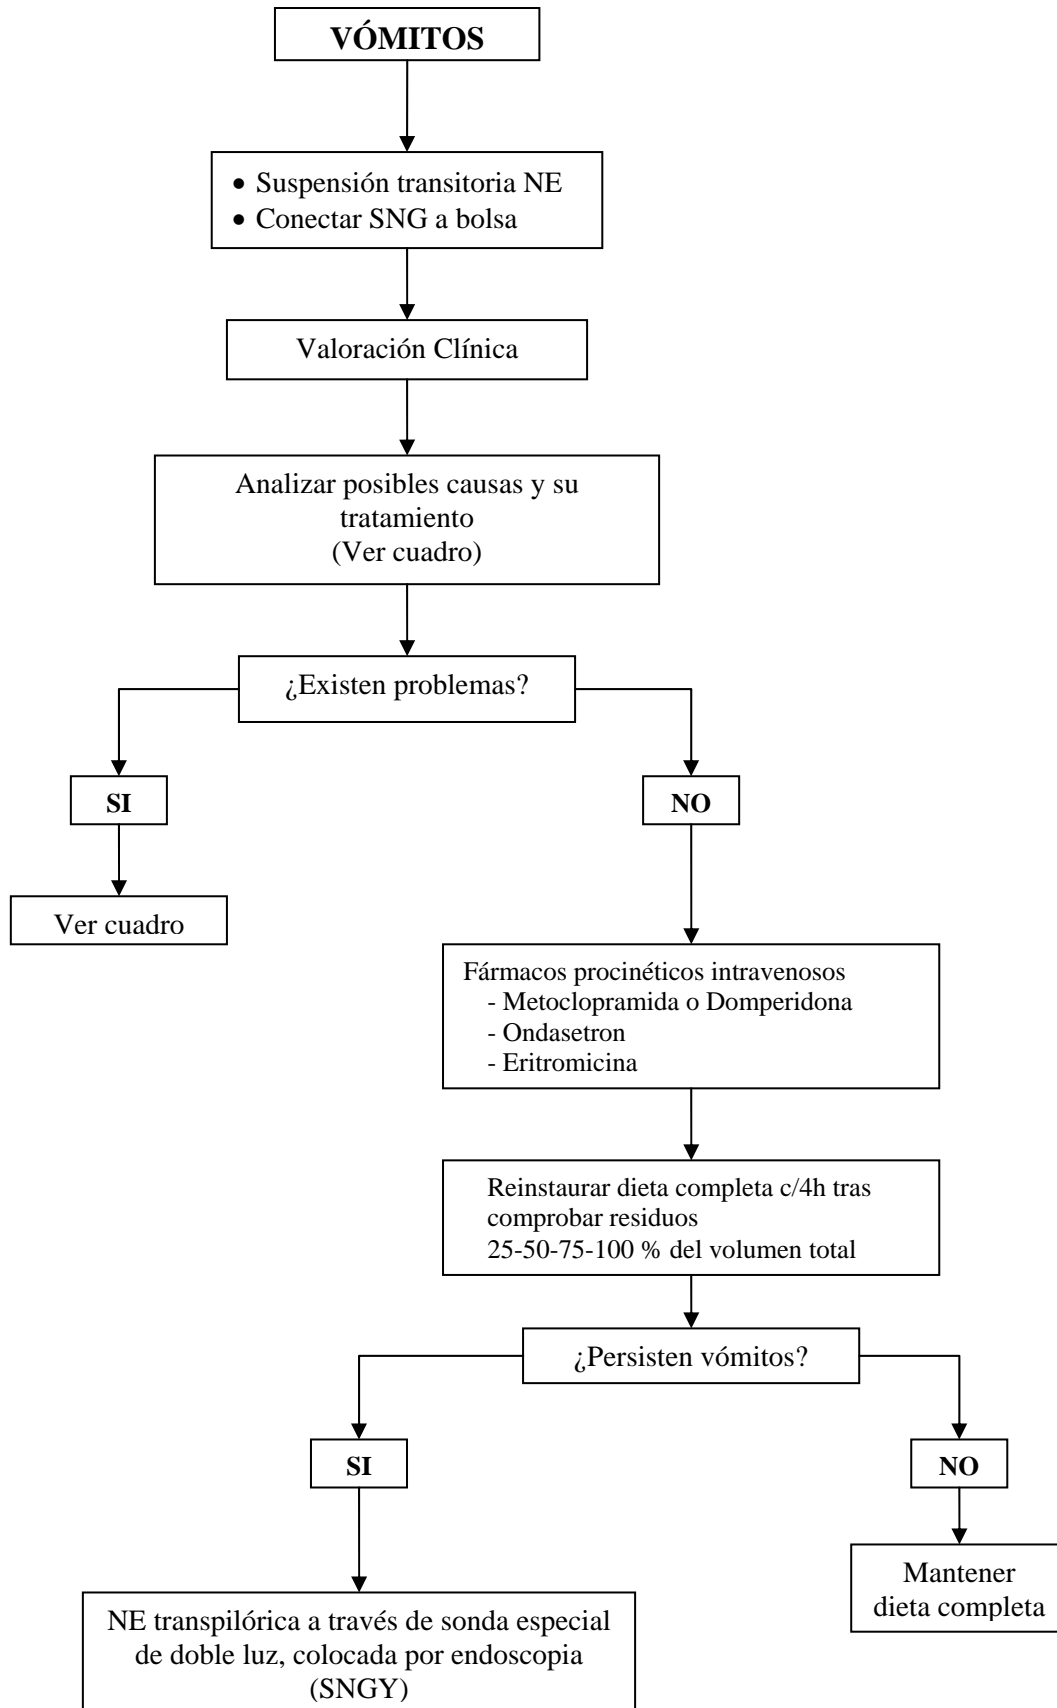 VÓMITOS
• Suspensión transitoria NE
• Conectar SNG a bolsa
Valoración Clínica
Analizar posibles causas y su
tratamiento
(Ver cuadro)
¿Existen problemas?
SI
NO
Ver cuadro
Fármacos procinéticos intravenosos
- Metoclopramida o Domperidona
- Ondasetron
- Eritromicina
Reinstaurar dieta completa c/4h tras
comprobar residuos
25-50-75-100 % del volumen total
¿Persisten vómitos?
SI
NO
Mantener
dieta completa
NE transpilórica a través de sonda especial
de doble luz, colocada por endoscopia
(SNGY)